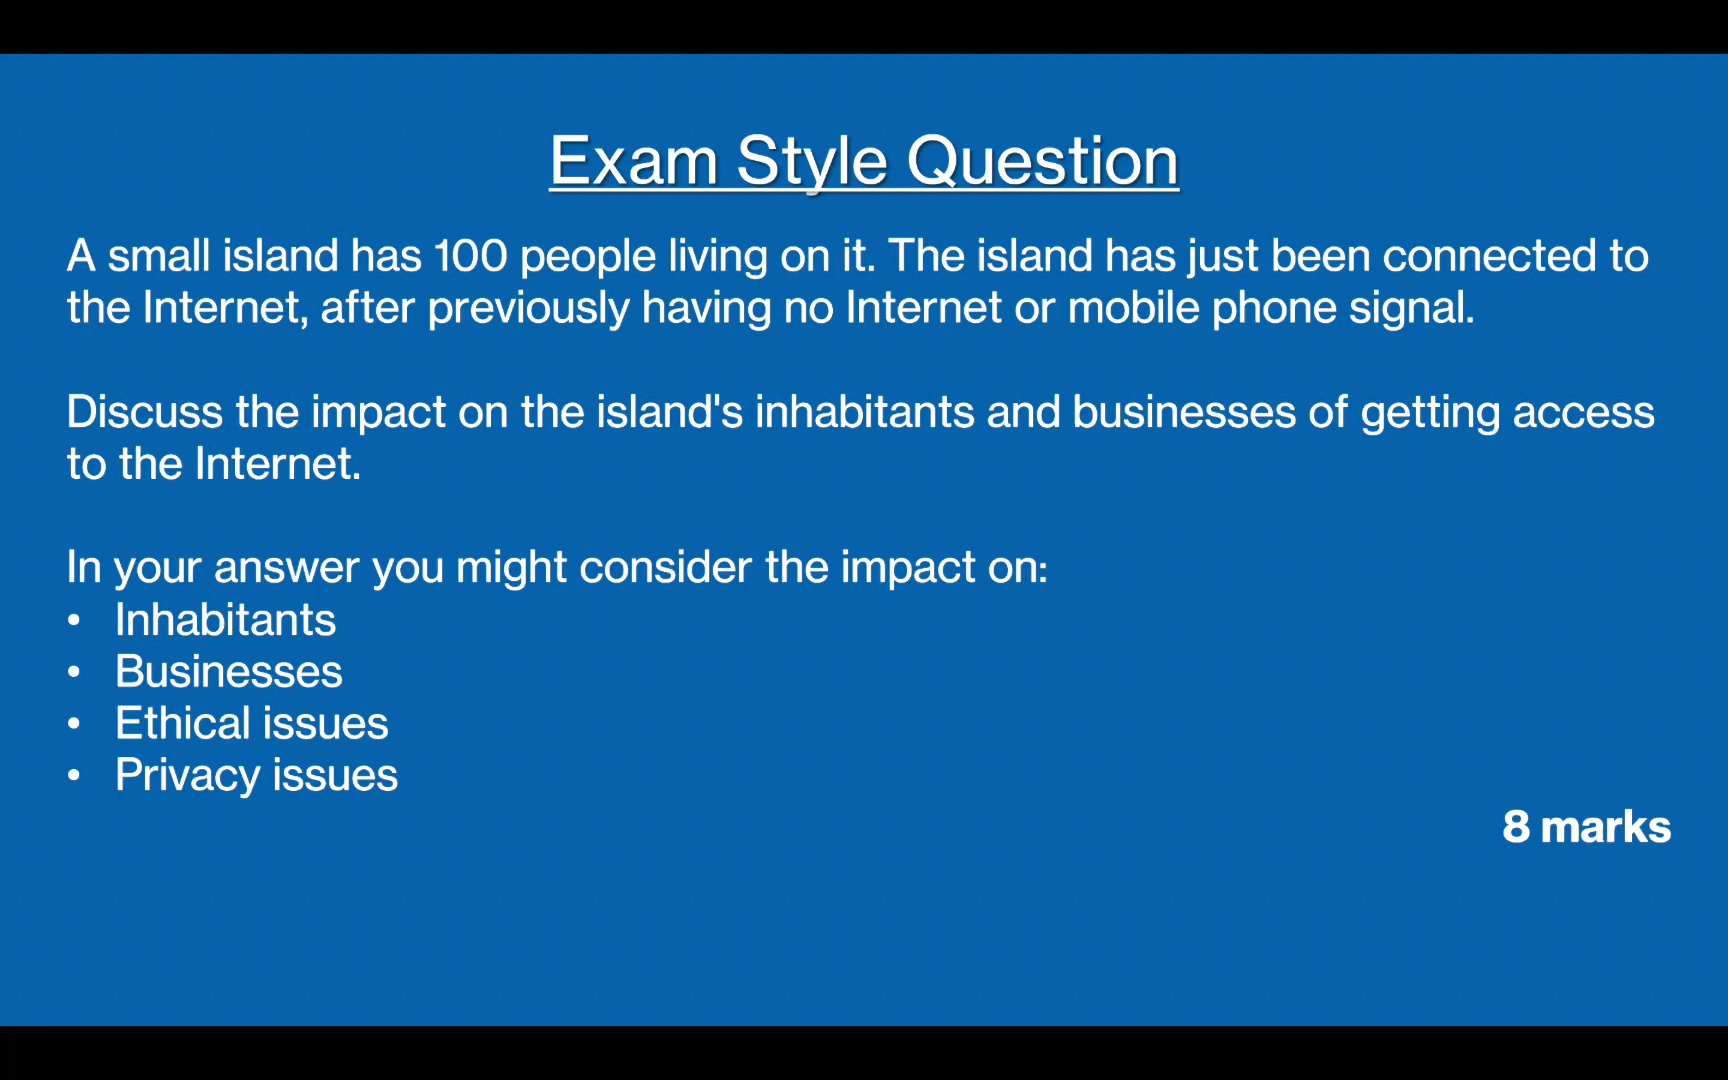 Exam Style Question
A small island has 100 people living on it. The island has just been connected to
the Internet, after previously having no Internet or mobile phone signal.
Discuss the impact on the island's inhabitants and businesses of getting access
to the Internet.
In your answer you might consider the impact on:
• Inhabitants
• Businesses
• Ethical issues
• Privacy issues
8 marks